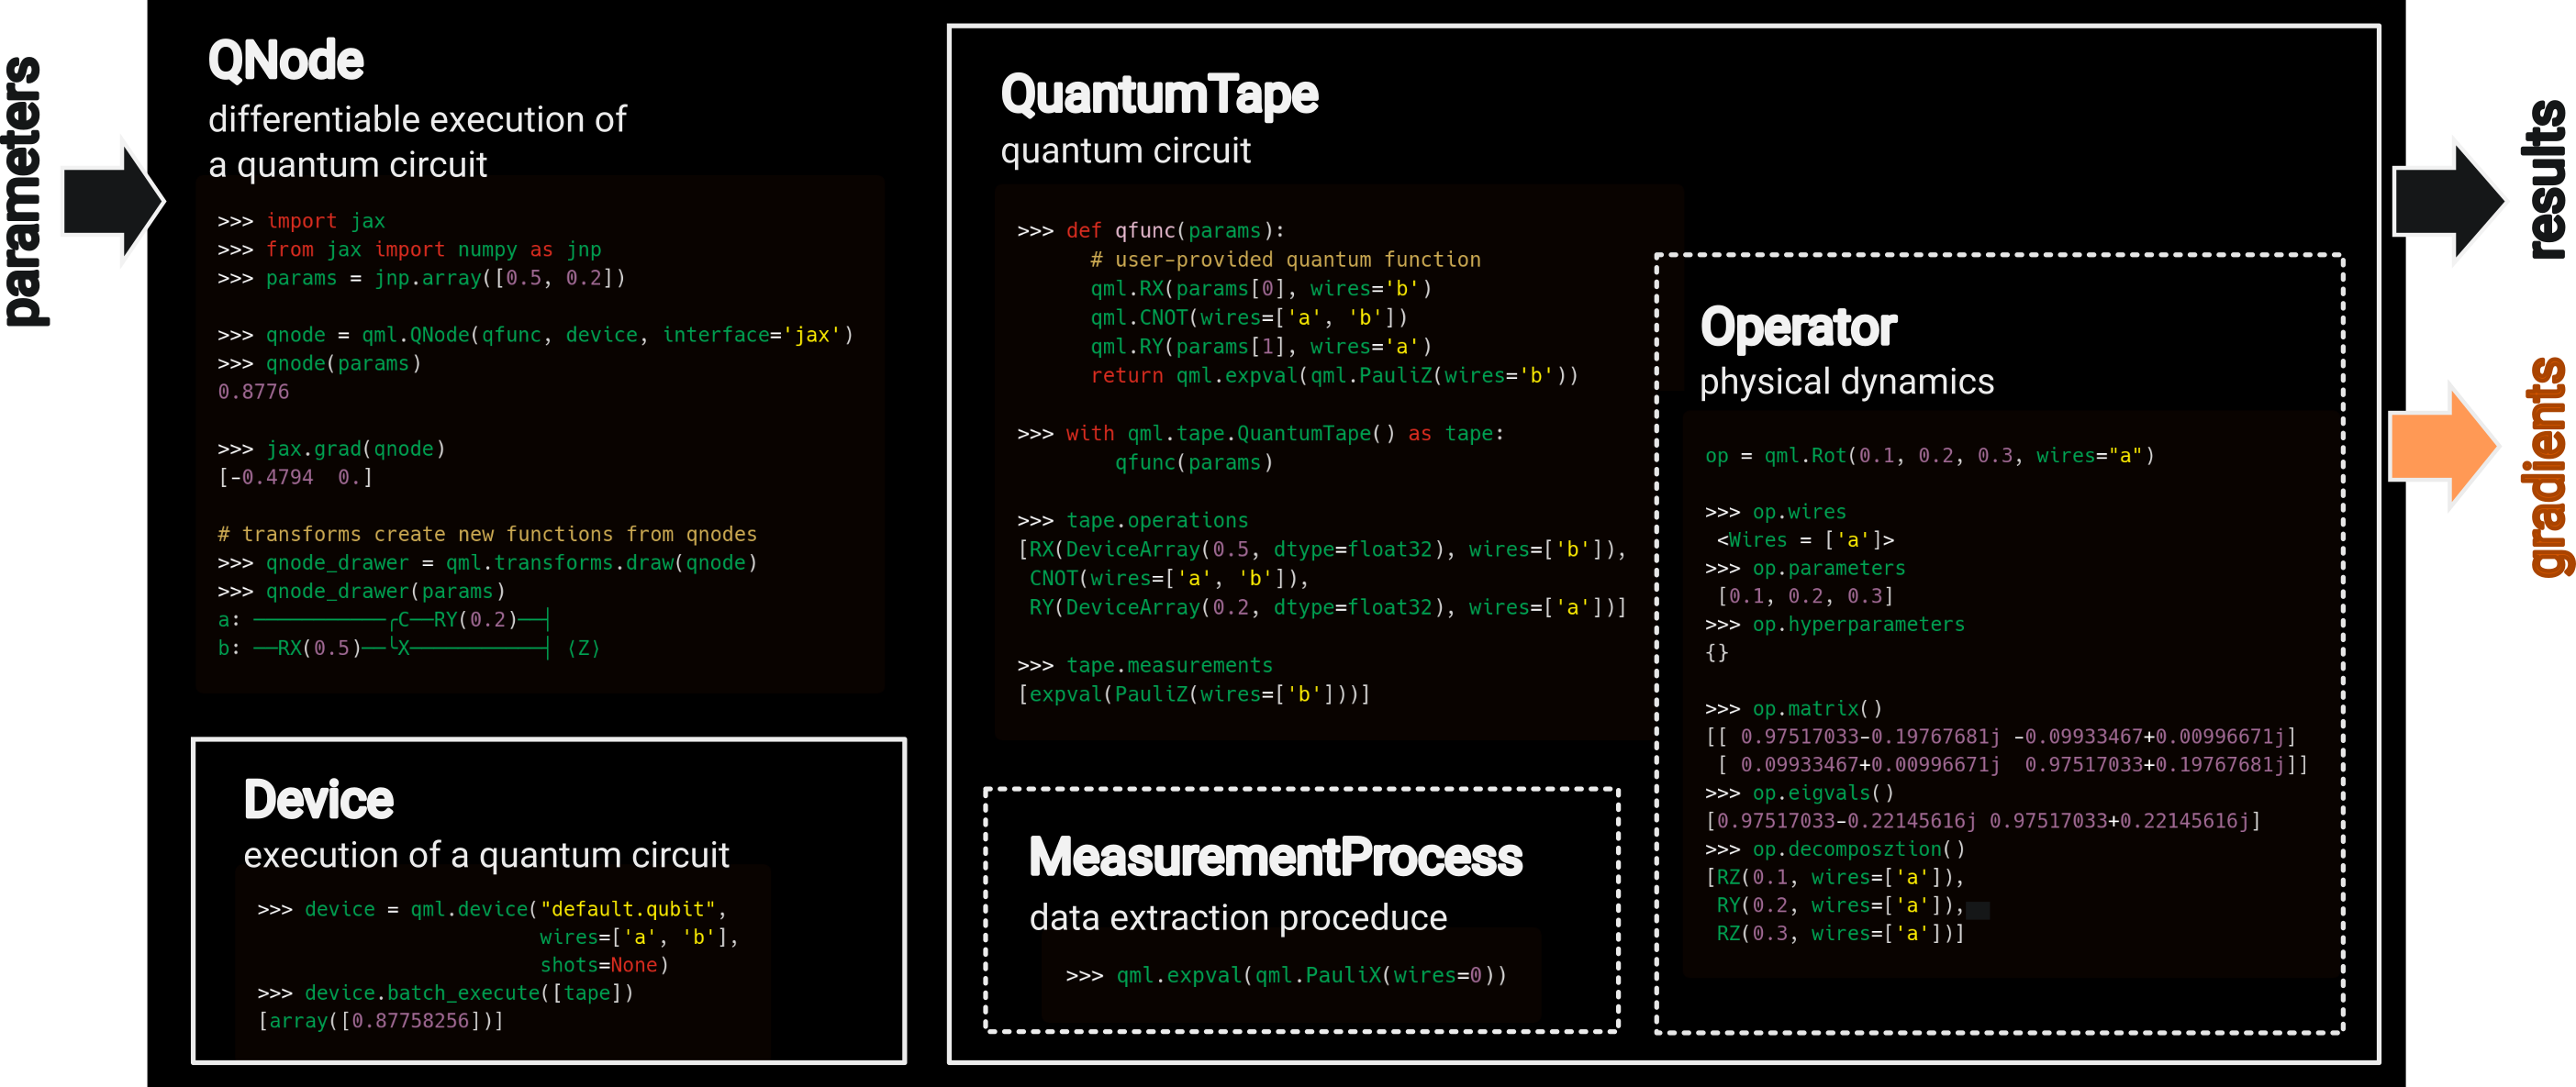 parameters
QNode
differentiable execution of
a quantum circuit
>>> import jax
>>> from jax import numpy as jnp
>>> params = jnp.array([0.5, 0.2])
>>> qnode = qml.QNode(qfunc, device, interface='jax')
>>> qnode(params)
0.8776
>>> jax.grad(qnode)
[-0.4794  0.]
# transforms create new functions from qnodes
>>> qnode_drawer = qml.transforms.draw(qnode)
>>> qnode_drawer(params)
a: ───────────╭C──RY(0.2)──┤
b: ──RX(0.5)──╰X───────────┤ ⟨Z⟩
Device
execution of a quantum circuit
>>> device = qml.device("default.qubit",
wires=['a', 'b'],
shots=None)
>>> device.batch_execute([tape])
[array([0.87758256])]
QuantumTape
quantum circuit
>>> def qfunc(params):
# user-provided quantum function
qml.RX(params[0], wires='b')
qml.CNOT(wires=['a', 'b'])
qml.RY(params[1], wires='a')
return qml.expval(qml.PauliZ(wires='b'))
>>> with qml.tape.QuantumTape() as tape:
qfunc(params)
>>> tape.operations
[RX(DeviceArray(0.5, dtype=float32), wires=['b']),
CNOT(wires=['a', 'b']),
RY(DeviceArray(0.2, dtype=float32), wires=['a'])]
>>> tape.measurements
[expval(PauliZ(wires=['b']))]
MeasurementProcess
data extraction proceduce
>>> qml.expval(qml.PauliX(wires=0))
Operator
physical dynamics
op = qml.Rot(0.1, 0.2, 0.3, wires="a")
>>> op.wires
<Wires = ['a']>
>>> op.parameters
[0.1, 0.2, 0.3]
>>> op.hyperparameters
{}
>>> op.matrix()
[[ 0.97517033-0.19767681j -0.09933467+0.00996671j]
[ 0.09933467+0.00996671j  0.97517033+0.19767681j]]
>>> op.eigvals()
[0.97517033-0.22145616j 0.97517033+0.22145616j]
>>> op.decomposztion()
[RZ(0.1, wires=['a']),
RY(0.2, wires=['a']),
RZ(0.3, wires=['a'])]
results
gradients